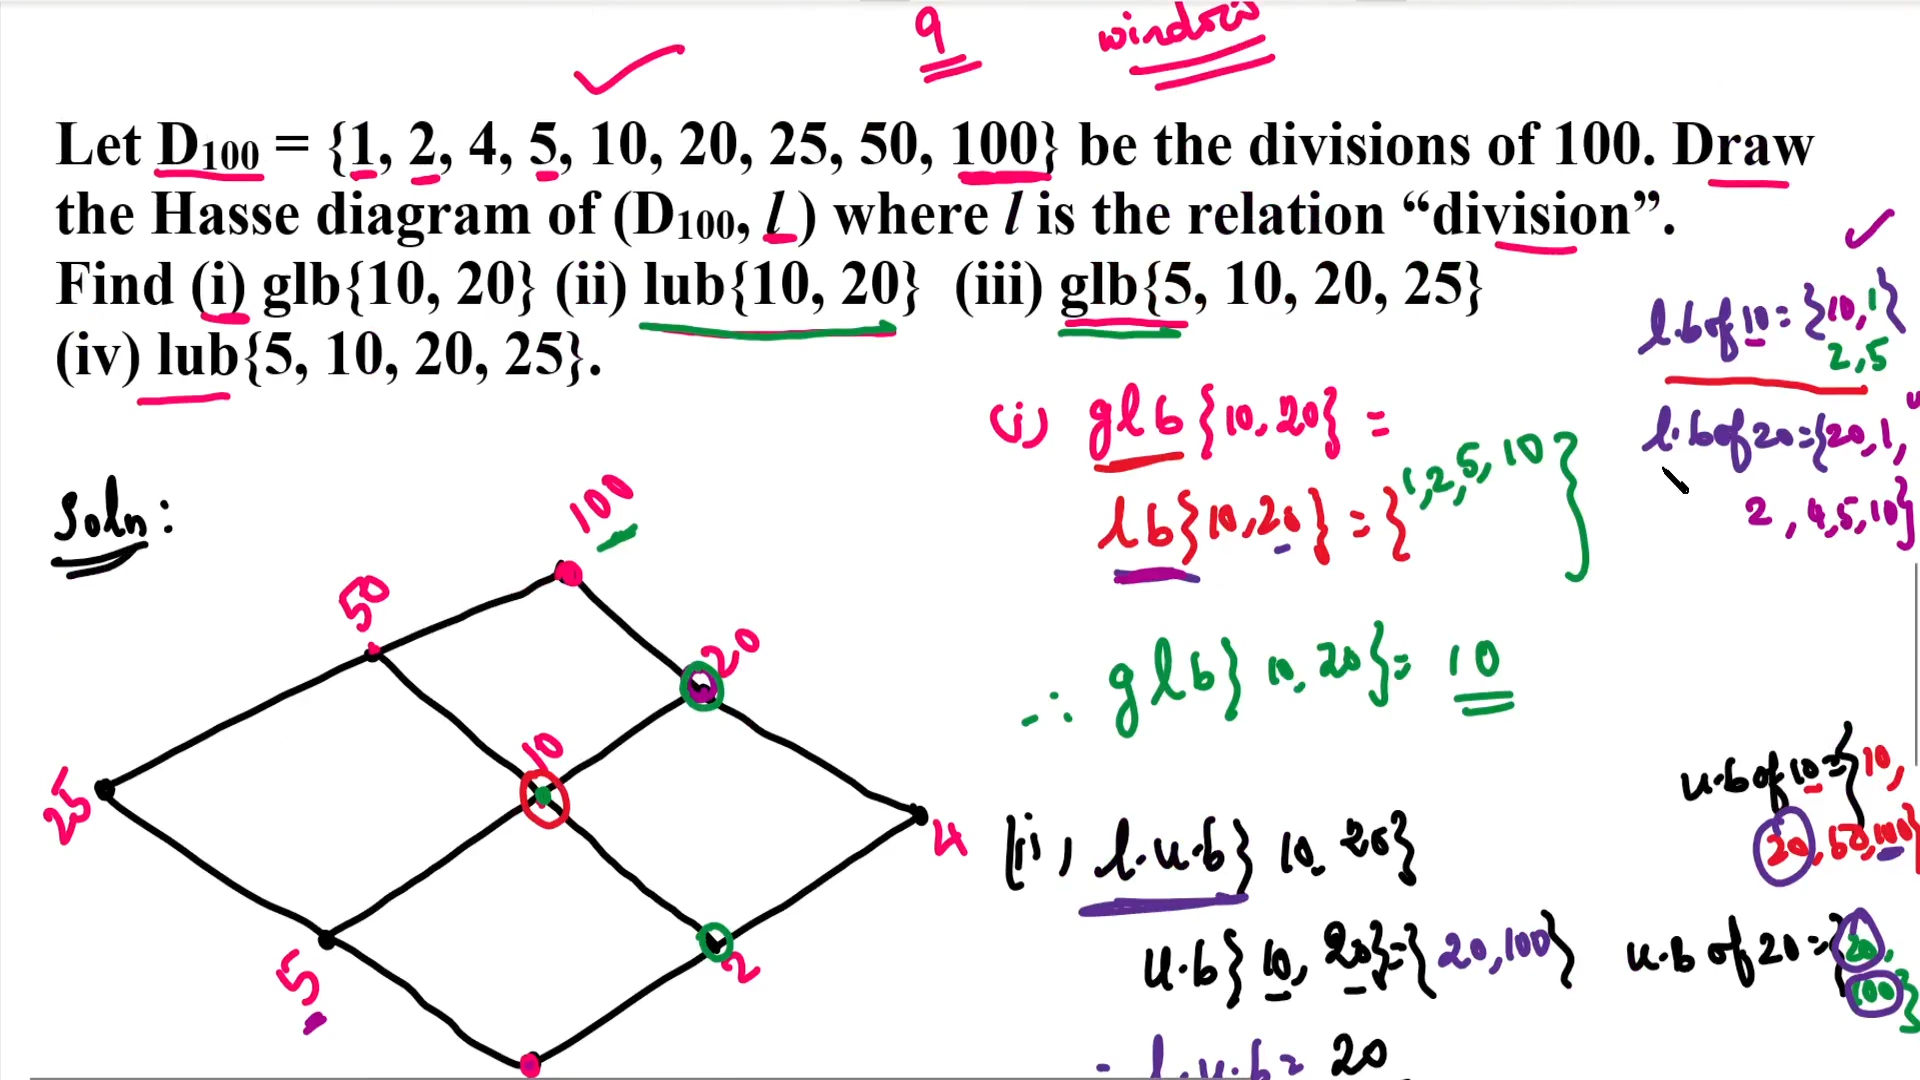 9 windows
Let D100 = {1, 2, 4, 5, 10, 20, 25, 50, 100} be the divisions of 100. Draw
the Hasse diagram of (D100, l ) where l is the relation “division”.
Find (i) glb{10, 20} (ii) lub{10, 20} (iii) glb{5, 10, 20, 25}
(iv) lub{5, 10, 20, 25}.
l.b of 10 = {10, 1}
2, 5
l.b of 20 = {20, 1,
2, 4, 5, 10}
(i) glb {10, 20} =
lb {10, 20} = {1, 2, 5, 10}
∴ glb{ 10, 20} = 10
Soln :
100
50
20
10
25
4
5
2
(ii) l.u.b} 10, 20}
u.b of 10 = {10,
20, 50, 100}
u.b{ 10, 20} = {20, 100}
u.b of 20 = {20,
100}
- l.u.b = 20